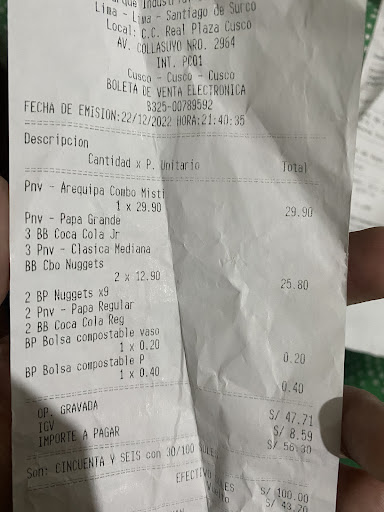 Parque Industrial
Lima - Lima - Santiago de Surco
Local: C.C. Real Plaza Cusco
AV. COLLASUYO NRO. 2964
INT. PC01
Cusco - Cusco - Cusco
BOLETA DE VENTA ELECTRONICA
B325-00789592
FECHA DE EMISION:22/12/2022 HORA:21:40:35
Descripcion
Cantidad x P. Unitario Total
Pnv - Arequipa Combo Misti
1 x 29.90 29.90
Pnv - Papa Grande
3 BB Coca Cola Jr
3 Pnv - Clasica Mediana
BB Cbo Nuggets
2 x 12.90 25.80
2 BP Nuggets x9
2 Pnv - Papa Regular
2 BB Coca Cola Reg
BP Bolsa compostable vaso
1 x 0.20 0.20
BP Bolsa compostable P
1 x 0.40 0.40
OP. GRAVADA S/ 47.71
IGV S/ 8.59
IMPORTE A PAGAR S/ 56.30
Son: CINCUENTA Y SEIS con 30/100
EFECTIVO S/ 100.00
S/ 43.70